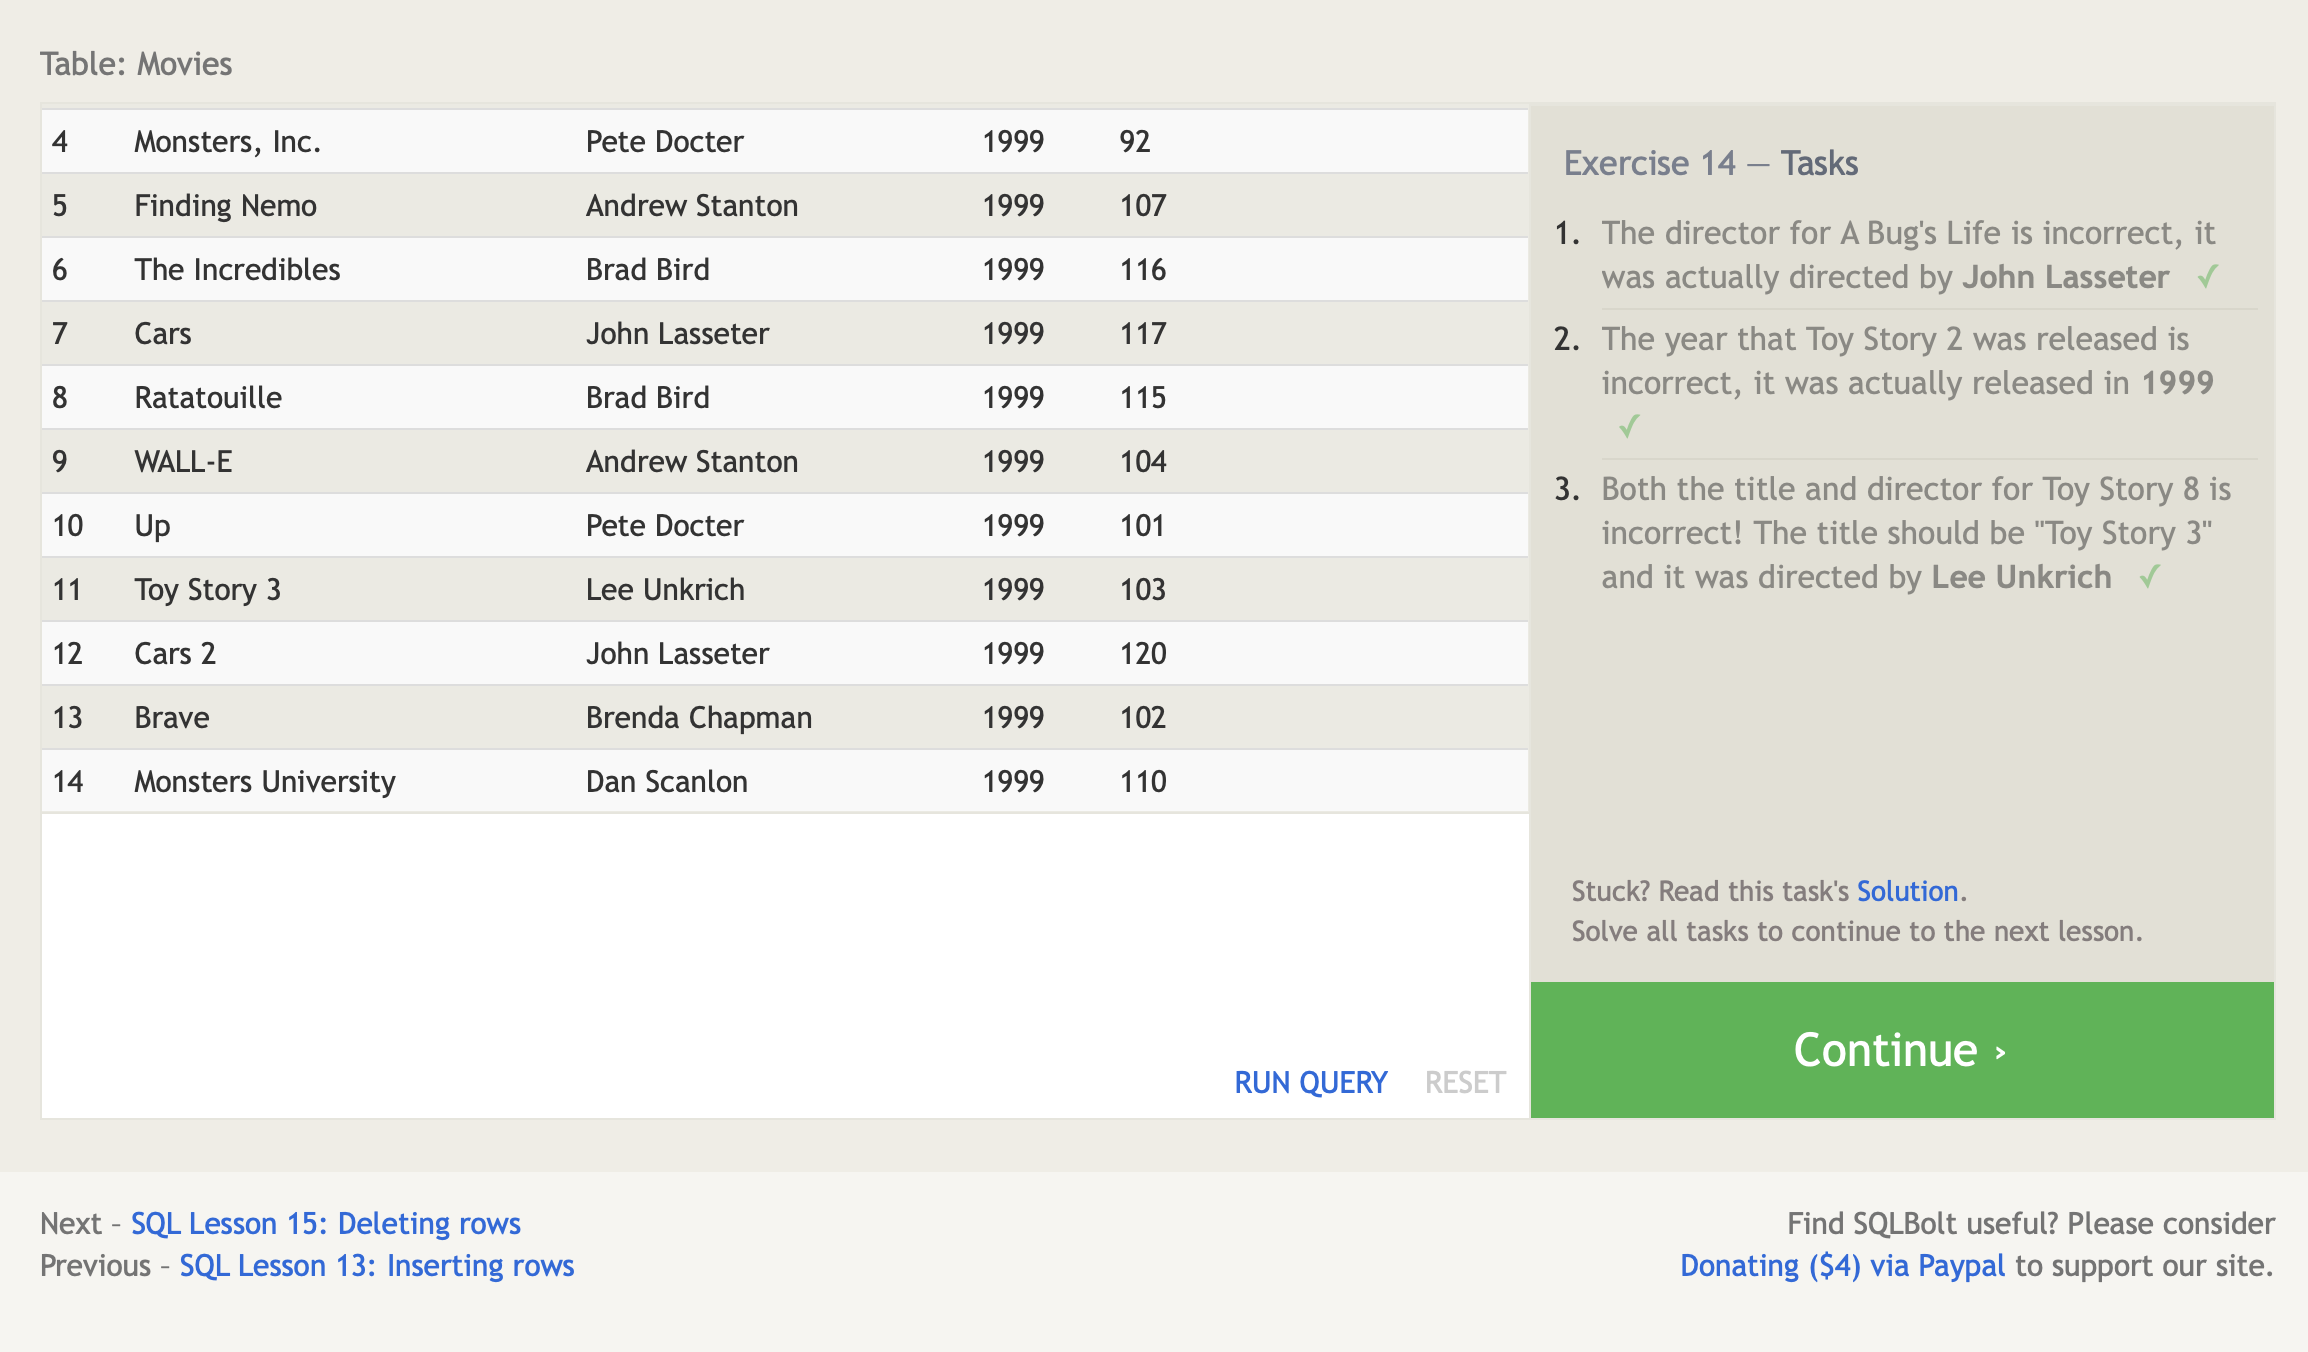 Table: Movies
4 Monsters, Inc. Pete Docter 1999 92
5 Finding Nemo Andrew Stanton 1999 107
6 The Incredibles Brad Bird 1999 116
7 Cars John Lasseter 1999 117
8 Ratatouille Brad Bird 1999 115
9 WALL-E Andrew Stanton 1999 104
10 Up Pete Docter 1999 101
11 Toy Story 3 Lee Unkrich 1999 103
12 Cars 2 John Lasseter 1999 120
13 Brave Brenda Chapman 1999 102
14 Monsters University Dan Scanlon 1999 110
RUN QUERY RESET
Exercise 14 — Tasks
1. The director for A Bug's Life is incorrect, it
was actually directed by John Lasseter ✓
2. The year that Toy Story 2 was released is
incorrect, it was actually released in 1999
✓
3. Both the title and director for Toy Story 8 is
incorrect! The title should be "Toy Story 3"
and it was directed by Lee Unkrich ✓
Stuck? Read this task's Solution.
Solve all tasks to continue to the next lesson.
Continue ›
Next – SQL Lesson 15: Deleting rows
Previous – SQL Lesson 13: Inserting rows
Find SQLBolt useful? Please consider
Donating ($4) via Paypal to support our site.